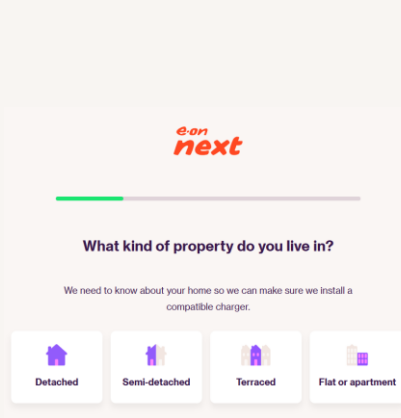 e·on
next
What kind of property do you live in?
We need to know about your home so we can make sure we install a
compatible charger.
Detached
Semi-detached
Terraced
Flat or apartment